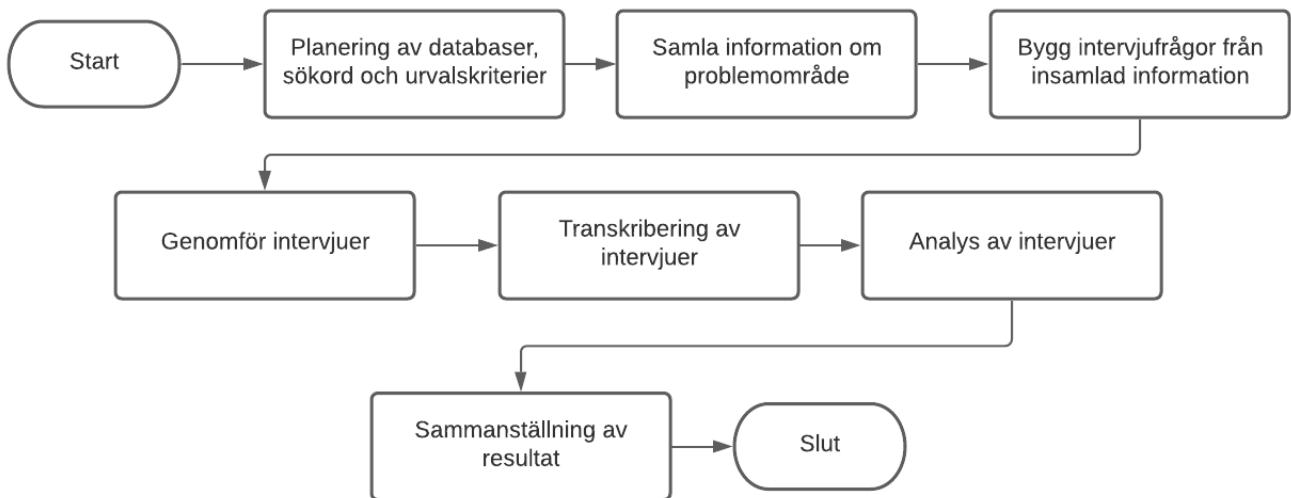 Start
Planering av databaser,
sökord och urvalskriterier
Samla information om
problemområde
Bygg intervjufrågor från
insamlad information
Genomför intervjuer
Transkribering av
intervjuer
Analys av intervjuer
Sammanställning av
resultat
Slut